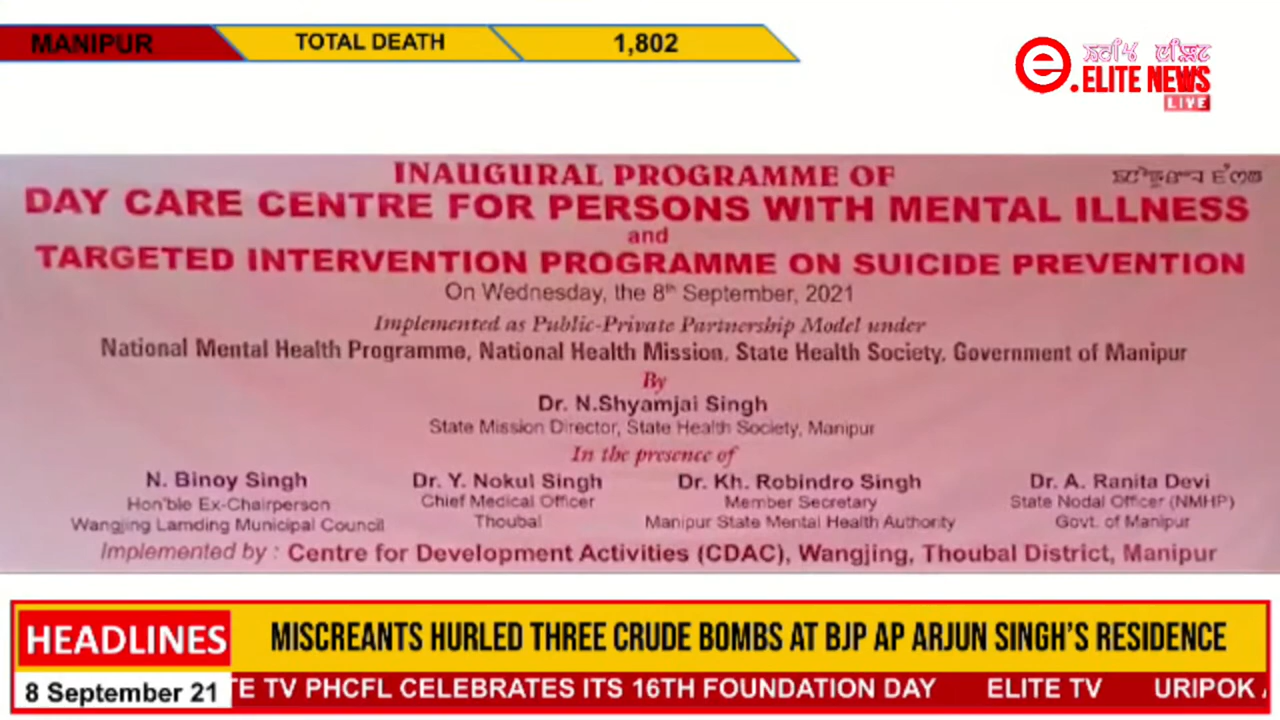 MANIPUR TOTAL DEATH 1,802
e.ELITE NEWS
LIVE
INAUGURAL PROGRAMME OF
DAY CARE CENTRE FOR PERSONS WITH MENTAL ILLNESS
and
TARGETED INTERVENTION PROGRAMME ON SUICIDE PREVENTION
On Wednesday, the 8th September, 2021
Implemented as Public-Private Partnership Model under
National Mental Health Programme, National Health Mission, State Health Society, Government of Manipur
By
Dr. N.Shyamjai Singh
State Mission Director, State Health Society, Manipur
In the presence of
N. Binoy Singh Dr. Y. Nokul Singh Dr. Kh. Robindro Singh Dr. A. Ranita Devi
Hon'ble Ex-Chairperson Chief Medical Officer Member Secretary State Nodal Officer (NMHP)
Wangjing Lamding Municipal Council Thoubal Manipur State Mental Health Authority Govt. of Manipur
Implemented by : Centre for Development Activities (CDAC), Wangjing, Thoubal District, Manipur
HEADLINES MISCREANTS HURLED THREE CRUDE BOMBS AT BJP AP ARJUN SINGH'S RESIDENCE
8 September 21 TE TV PHCFL CELEBRATES ITS 16TH FOUNDATION DAY ELITE TV URIPOK